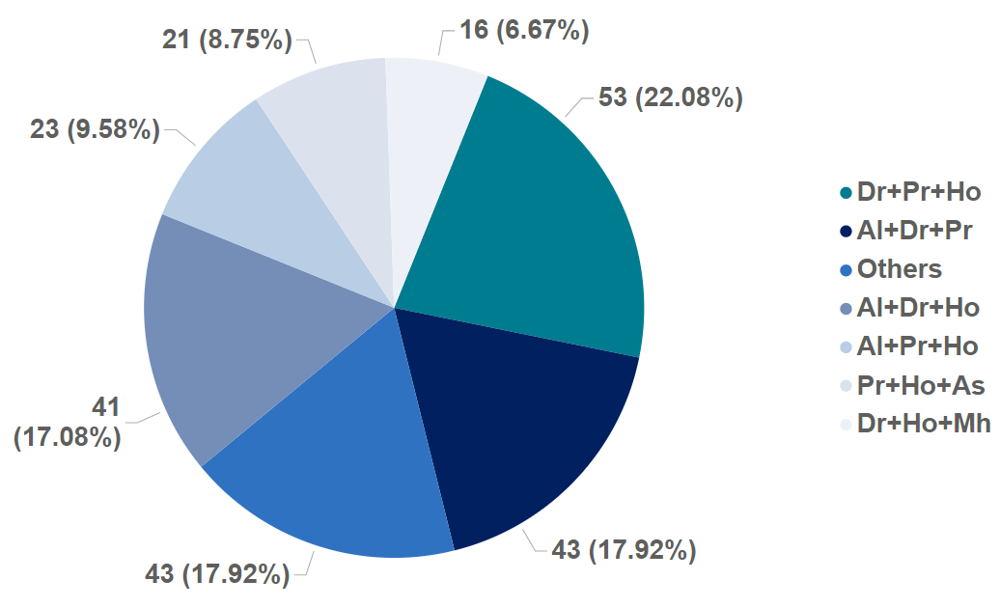 16 (6.67%)
21 (8.75%)
53 (22.08%)
23 (9.58%)
41
(17.08%)
43 (17.92%)
43 (17.92%)
Dr+Pr+Ho
Al+Dr+Pr
Others
Al+Dr+Ho
Al+Pr+Ho
Pr+Ho+As
Dr+Ho+Mh